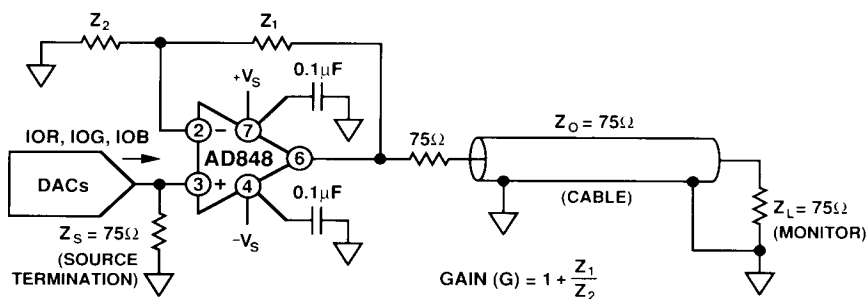 Z2
Z1
+VS
0.1µF
2
−
7
IOR, IOG, IOB
AD848
6
DACs
3
+
4
75Ω
ZO = 75Ω
(CABLE)
0.1µF
−VS
ZS = 75Ω
(SOURCE
TERMINATION)
ZL = 75Ω
(MONITOR)
GAIN (G) = 1 + Z1
Z2